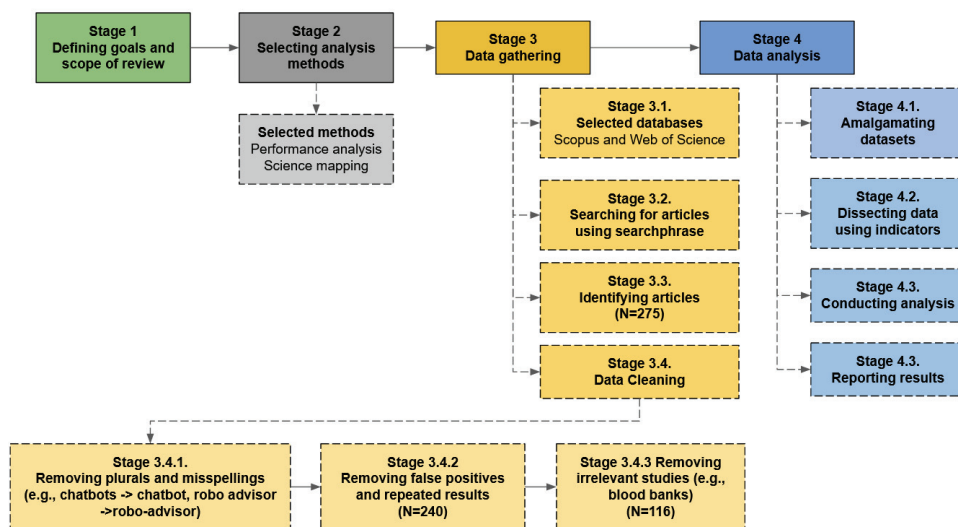 Stage 1
Defining goals and
scope of review
Stage 2
Selecting analysis
methods
Stage 3
Data gathering
Stage 4
Data analysis
Selected methods
Performance analysis
Science mapping
Stage 3.1.
Selected databases
Scopus and Web of Science
Stage 3.2.
Searching for articles
using searchphrase
Stage 3.3.
Identifying articles
(N=275)
Stage 3.4.
Data Cleaning
Stage 4.1.
Amalgamating
datasets
Stage 4.2.
Dissecting data
using indicators
Stage 4.3.
Conducting analysis
Stage 4.3.
Reporting results
Stage 3.4.1.
Removing plurals and misspellings
(e.g., chatbots -> chatbot, robo advisor
->robo-advisor)
Stage 3.4.2
Removing false positives
and repeated results
(N=240)
Stage 3.4.3 Removing
irrelevant studies (e.g.,
blood banks)
(N=116)